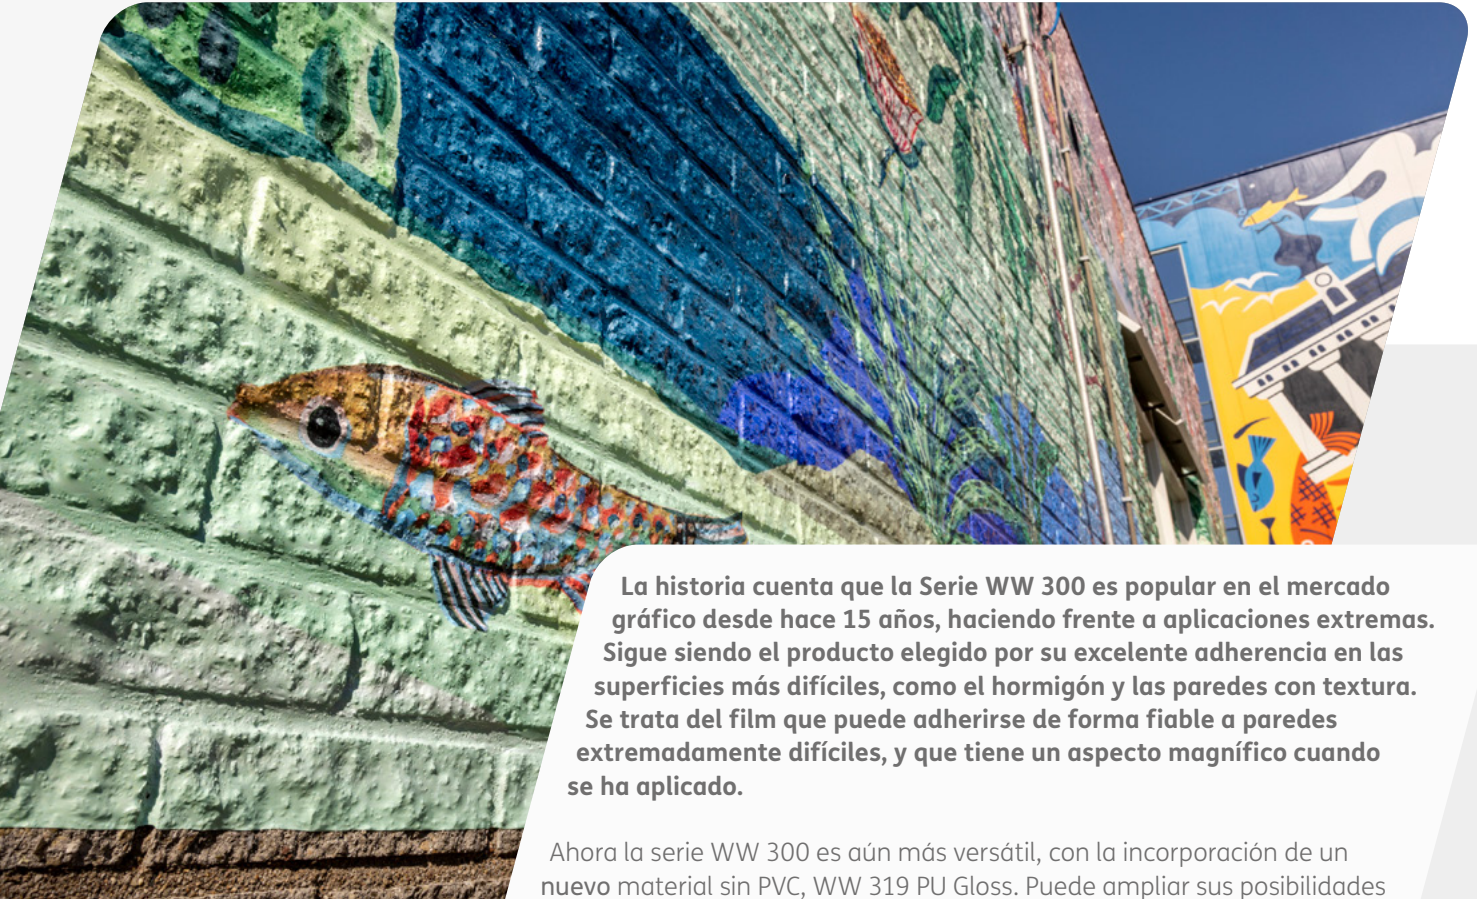 La historia cuenta que la Serie WW 300 es popular en el mercado
gráfico desde hace 15 años, haciendo frente a aplicaciones extremas.
Sigue siendo el producto elegido por su excelente adherencia en las
superficies más difíciles, como el hormigón y las paredes con textura.
Se trata del film que puede adherirse de forma fiable a paredes
extremadamente difíciles, y que tiene un aspecto magnífico cuando
se ha aplicado.
Ahora la serie WW 300 es aún más versátil, con la incorporación de un
nuevo material sin PVC, WW 319 PU Gloss. Puede ampliar sus posibilidades